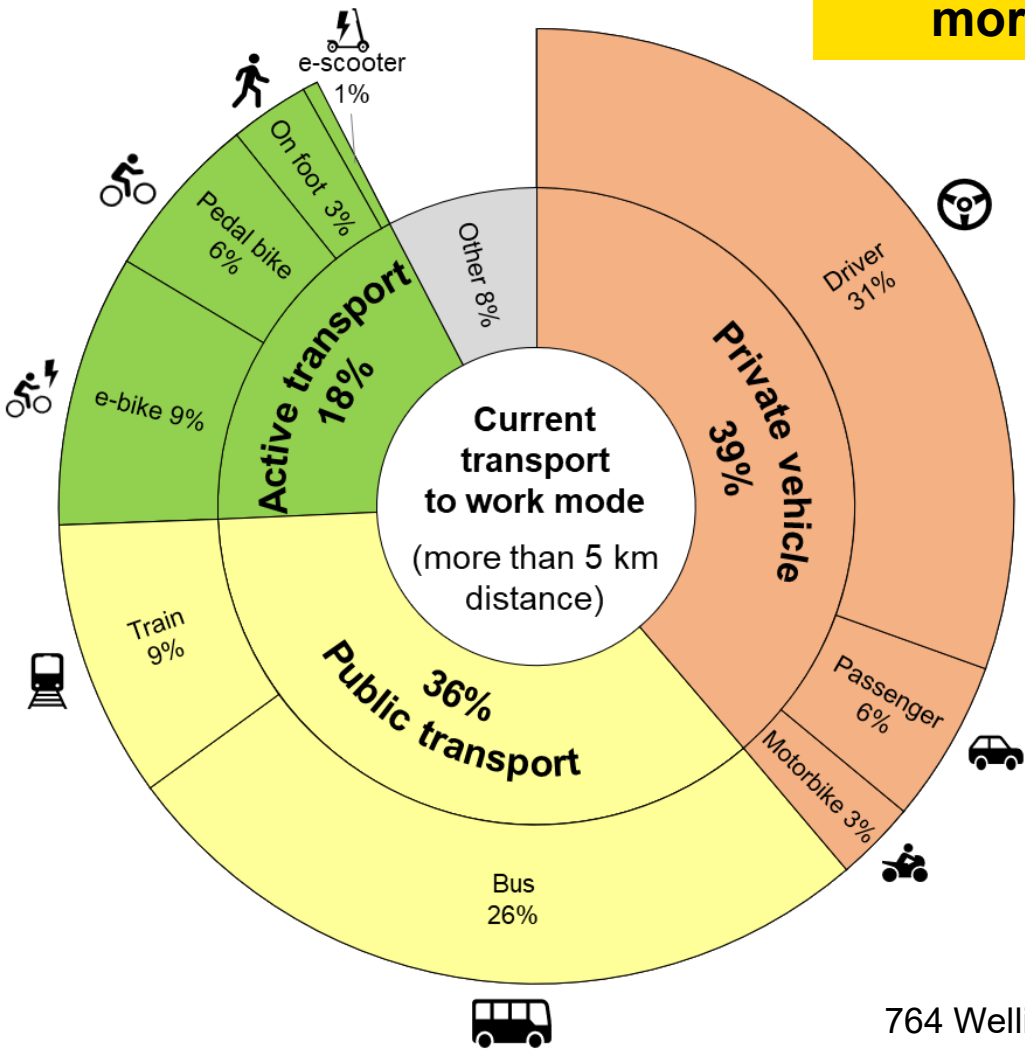 e-scooter
1%
On foot 3%
Pedal bike
6%
e-bike 9%
Active transport
18%
Other 8%
Driver
31%
Private vehicle
39%
Passenger
6%
Motorbike 3%
Current
transport
to work mode
(more than 5 km
distance)
Train
9%
36%
Public transport
Bus
26%
764